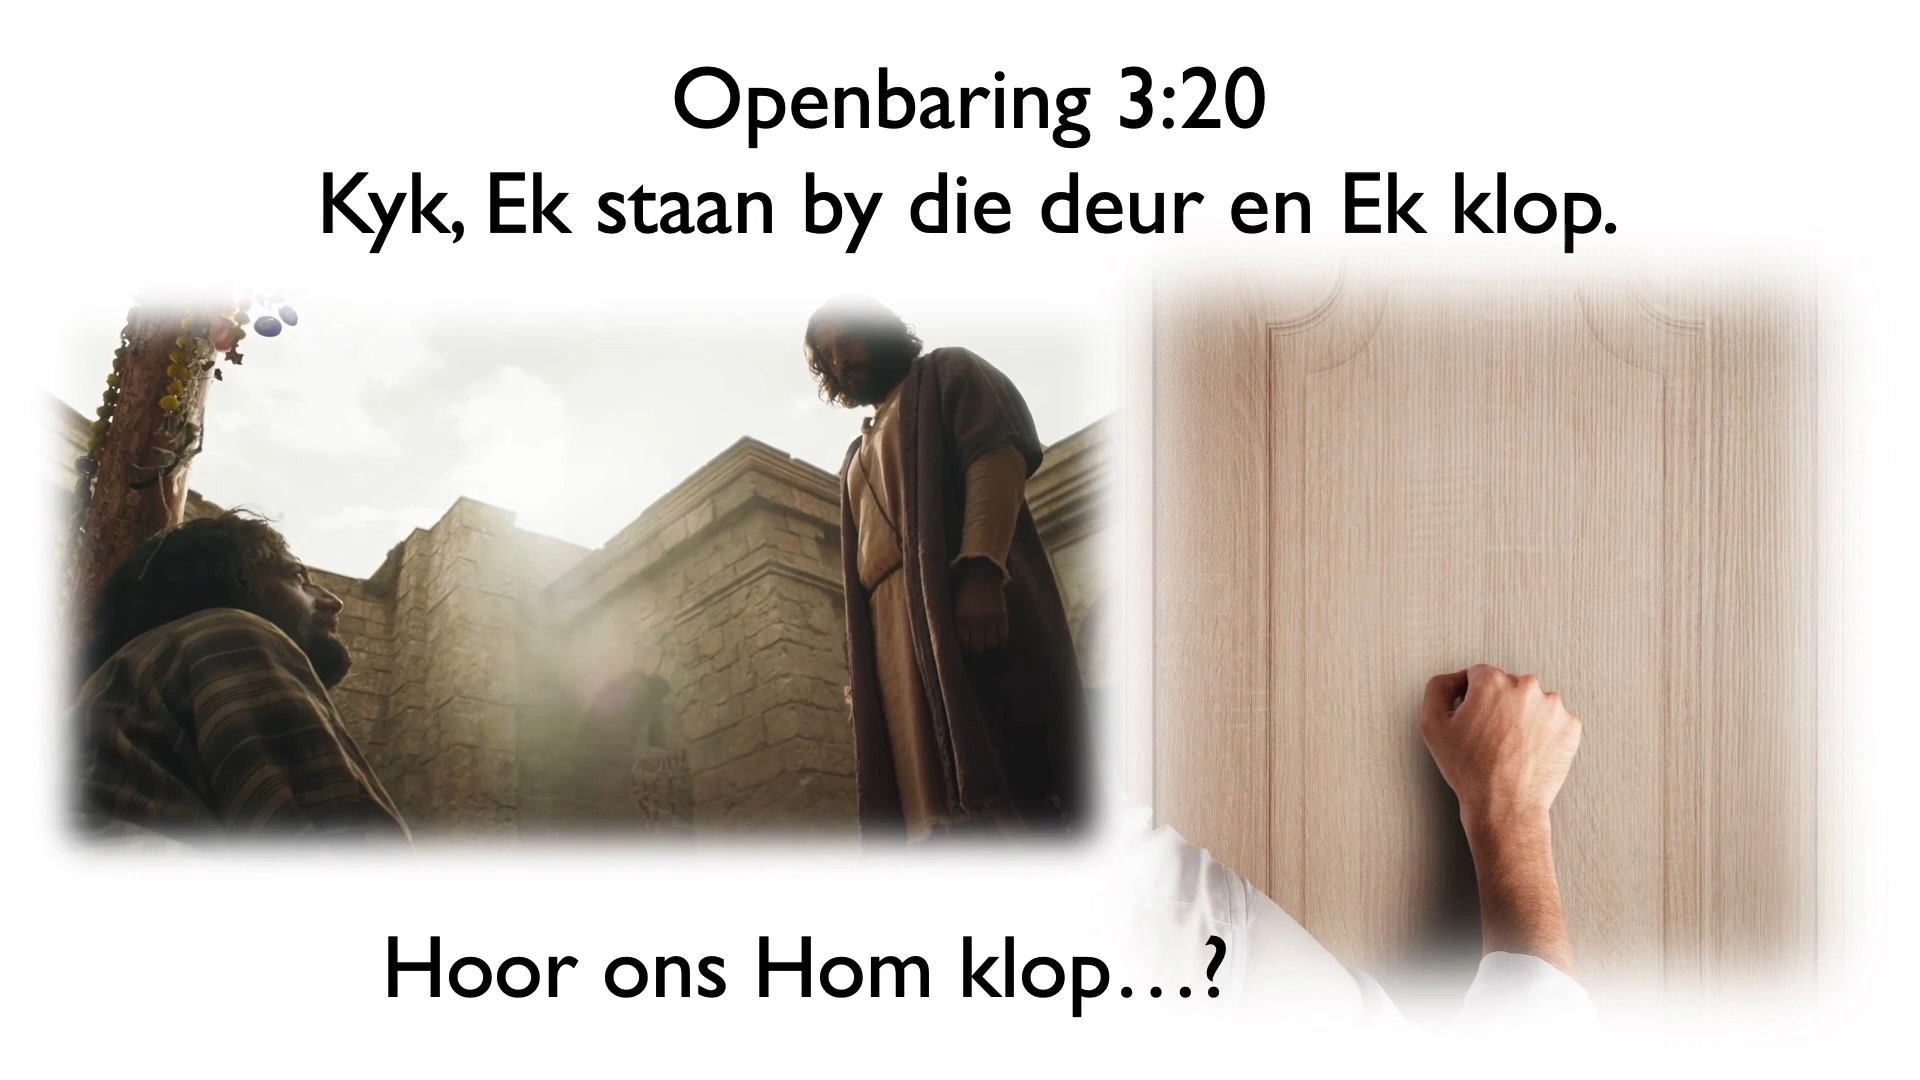 Openbaring 3:20
Kyk, Ek staan by die deur en Ek klop.
Hoor ons Hom klop…?